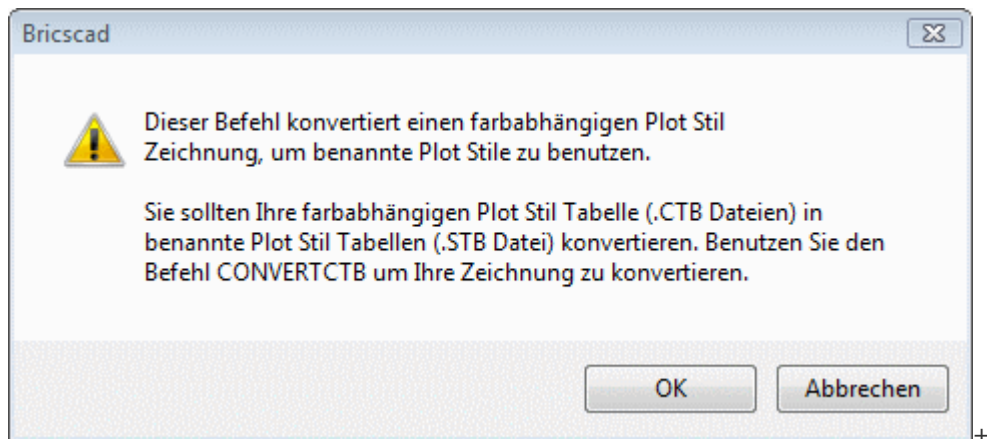 Bricscad
Dieser Befehl konvertiert einen farbabhängigen Plot Stil
Zeichnung, um benannte Plot Stile zu benutzen.
Sie sollten Ihre farbabhängigen Plot Stil Tabelle (.CTB Dateien) in
benannte Plot Stil Tabellen (.STB Datei) konvertieren. Benutzen Sie den
Befehl CONVERTCTB um Ihre Zeichnung zu konvertieren.
OK Abbrechen